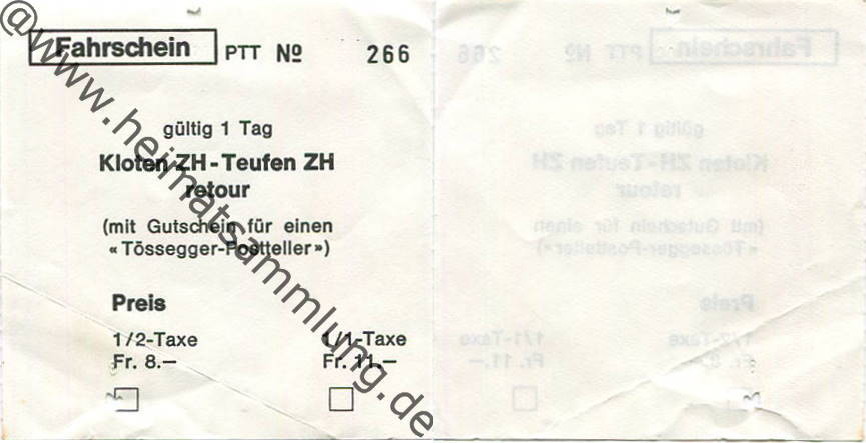 Fahrschein PTT № 266
gültig 1 Tag
Kloten ZH - Teufen ZH
retour
(mit Gutschein für einen
«Tössegger-Postteller»)
Preis
1/2-Taxe 1/1-Taxe
Fr. 8.– Fr. 11.–
@www.heimatsammlung.de